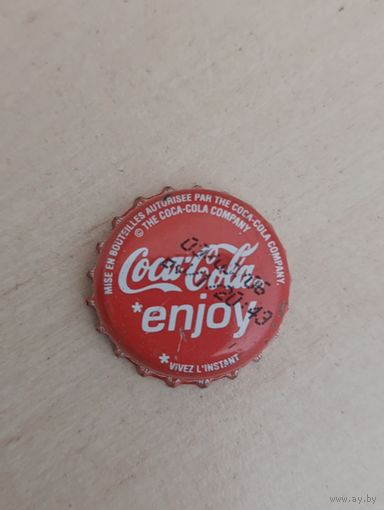 MISE EN BOUTEILLES AUTORISEE PAR THE COCA-COLA COMPANY.
© THE COCA-COLA COMPANY
Coca-Cola
*enjoy
*VIVEZ L'INSTANT
www.ay.by